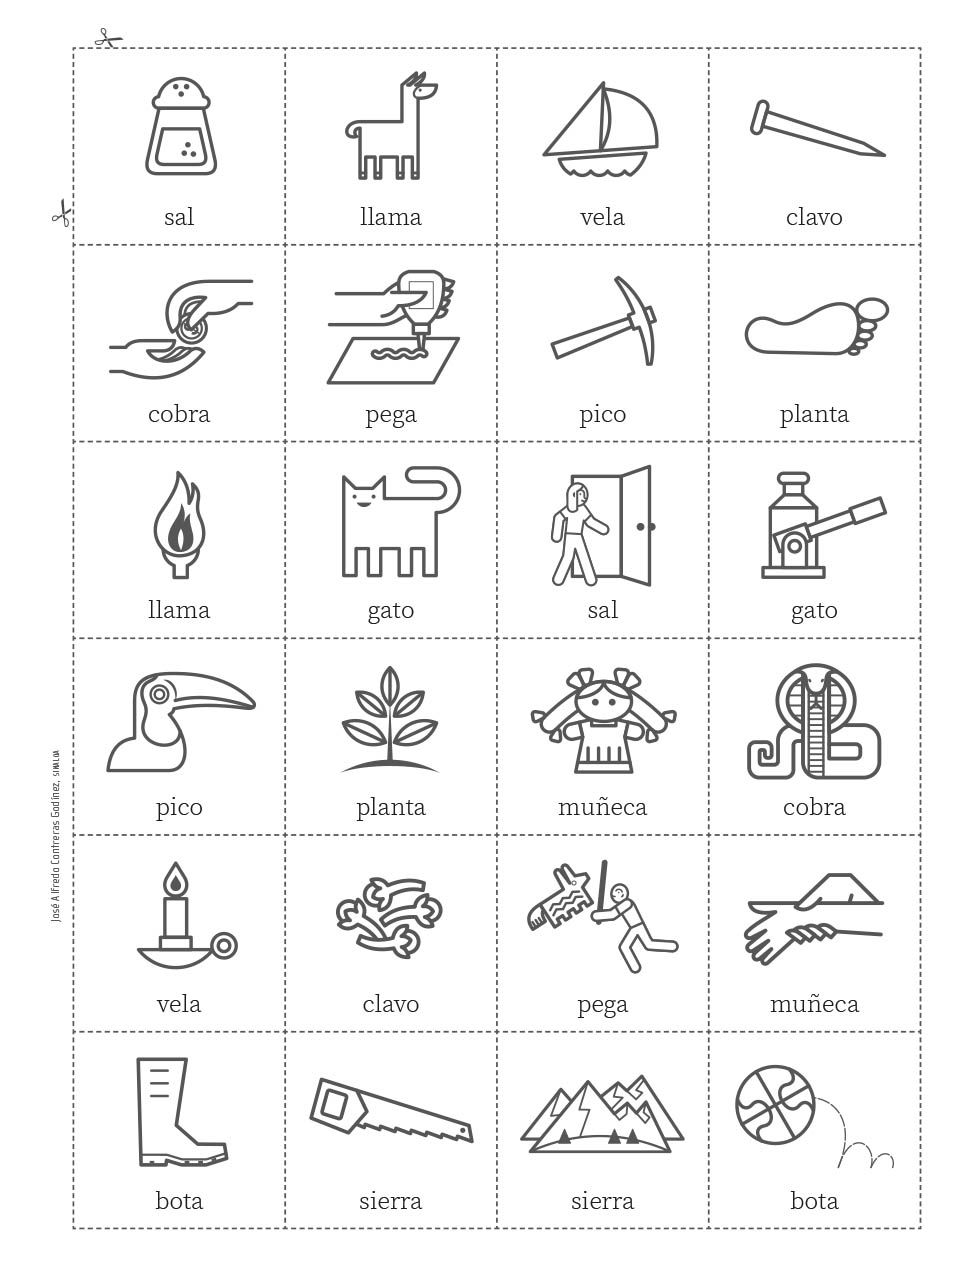 sal
llama
vela
clavo
cobra
pega
pico
planta
llama
gato
sal
gato
pico
planta
muñeca
cobra
vela
clavo
pega
muñeca
bota
sierra
sierra
bota
José Alfredo Contreras Godínez, SINALOA